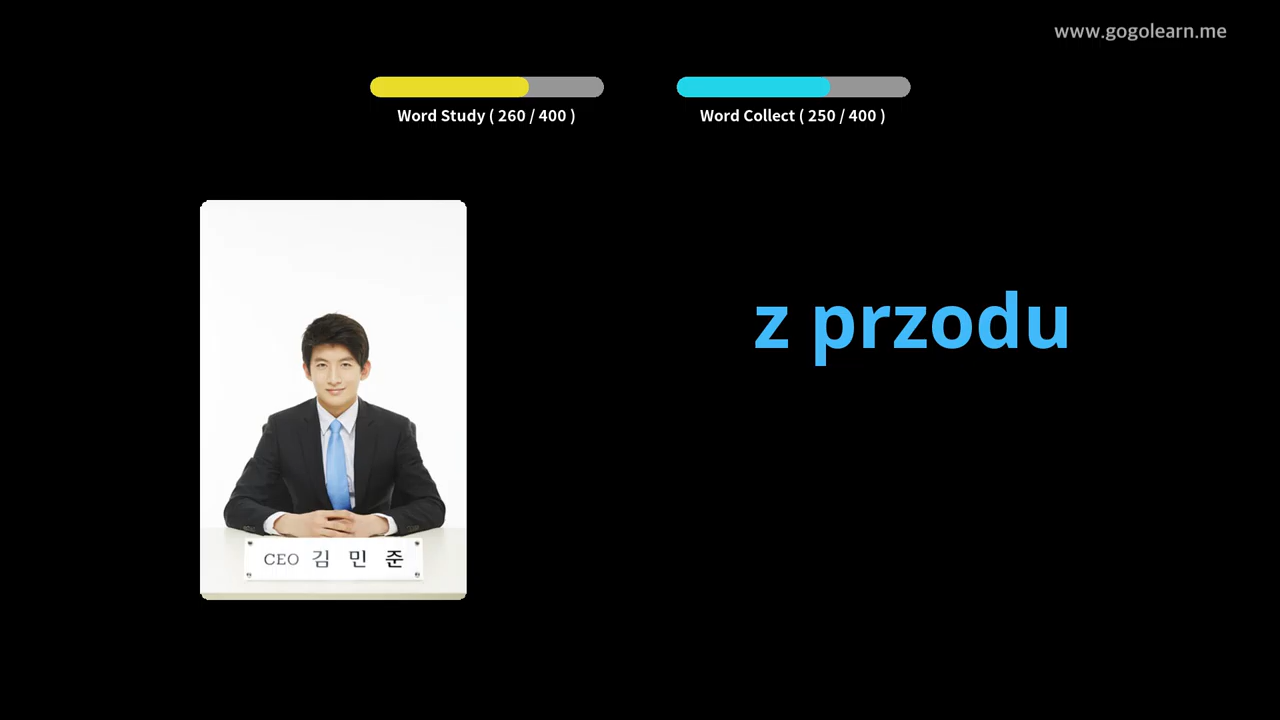 www.gogolearn.me
Word Study ( 260 / 400 )
Word Collect ( 250 / 400 )
z przodu
CEO 김 민 준